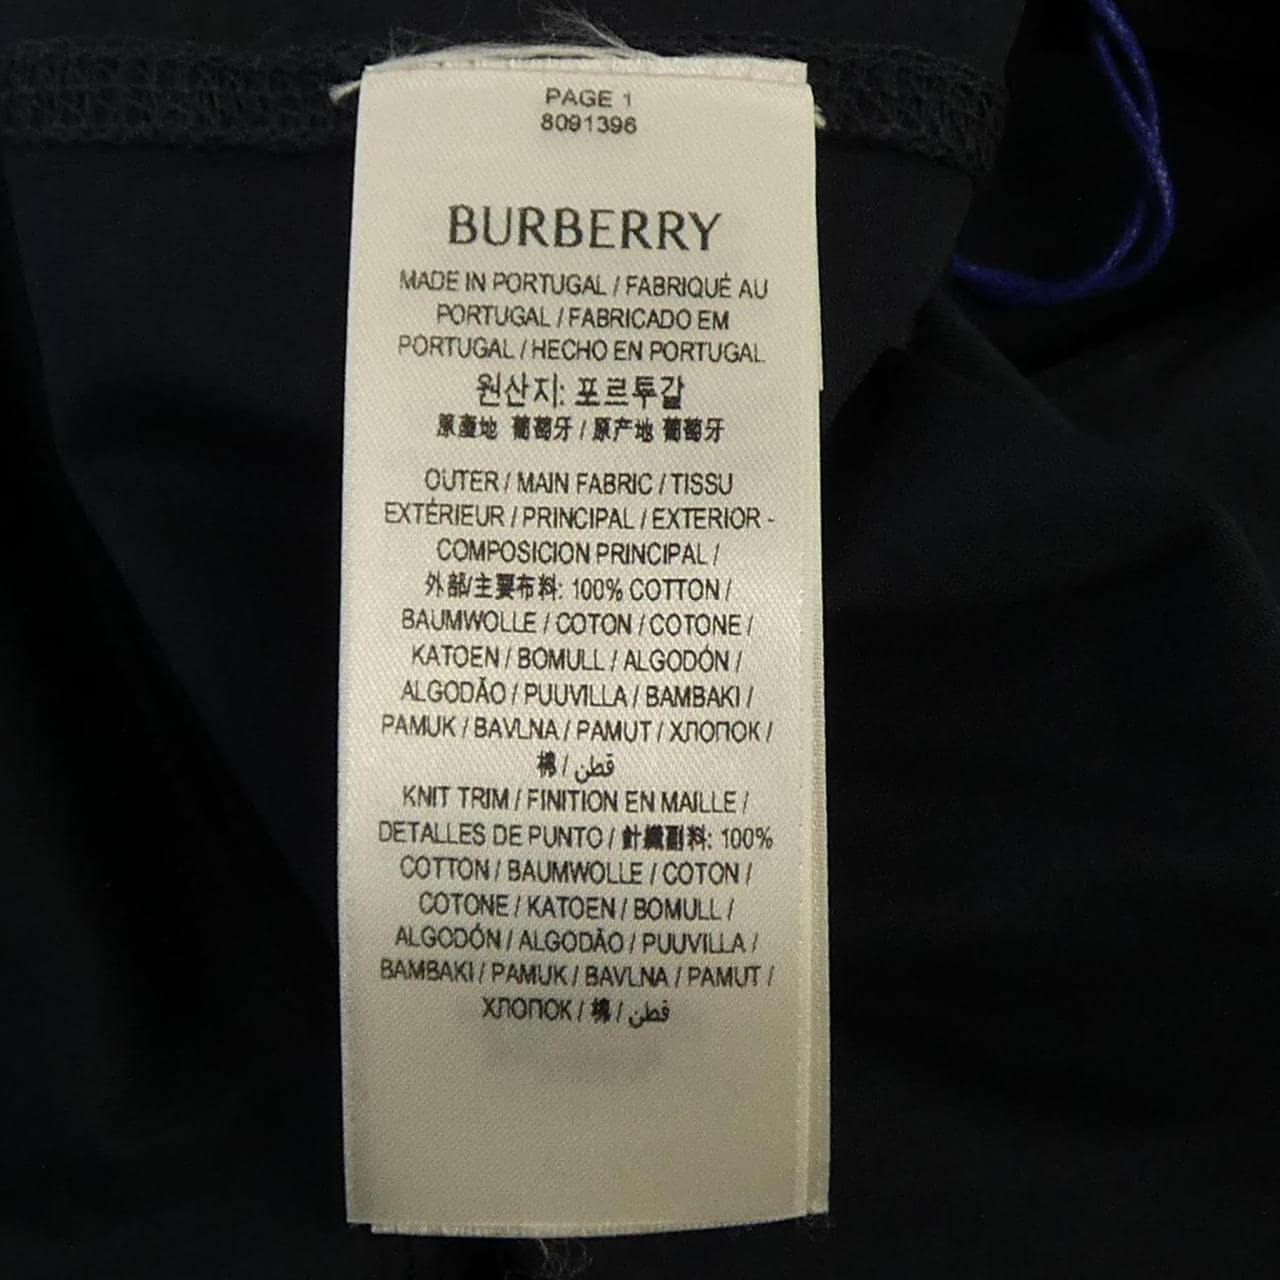 PAGE 1
8091396
BURBERRY
MADE IN PORTUGAL / FABRIQUÉ AU
PORTUGAL / FABRICADO EM
PORTUGAL / HECHO EN PORTUGAL
원산지: 포르투갈
原產地 葡萄牙 / 原产地 葡萄牙
OUTER / MAIN FABRIC / TISSU
EXTÉRIEUR / PRINCIPAL / EXTERIOR -
COMPOSICION PRINCIPAL /
外部/主要布料: 100% COTTON /
BAUMWOLLE / COTON / COTONE /
KATOEN / BOMULL / ALGODÓN /
ALGODÃO / PUUVILLA / BAMBAKI /
PAMUK / BAVLNA / PAMUT / ХЛОПОК /
棉 / قطن
KNIT TRIM / FINITION EN MAILLE /
DETALLES DE PUNTO / 針織副料: 100%
COTTON / BAUMWOLLE / COTON /
COTONE / KATOEN / BOMULL /
ALGODÓN / ALGODÃO / PUUVILLA /
BAMBAKI / PAMUK / BAVLNA / PAMUT /
ХЛОПОК / 棉 / قطن